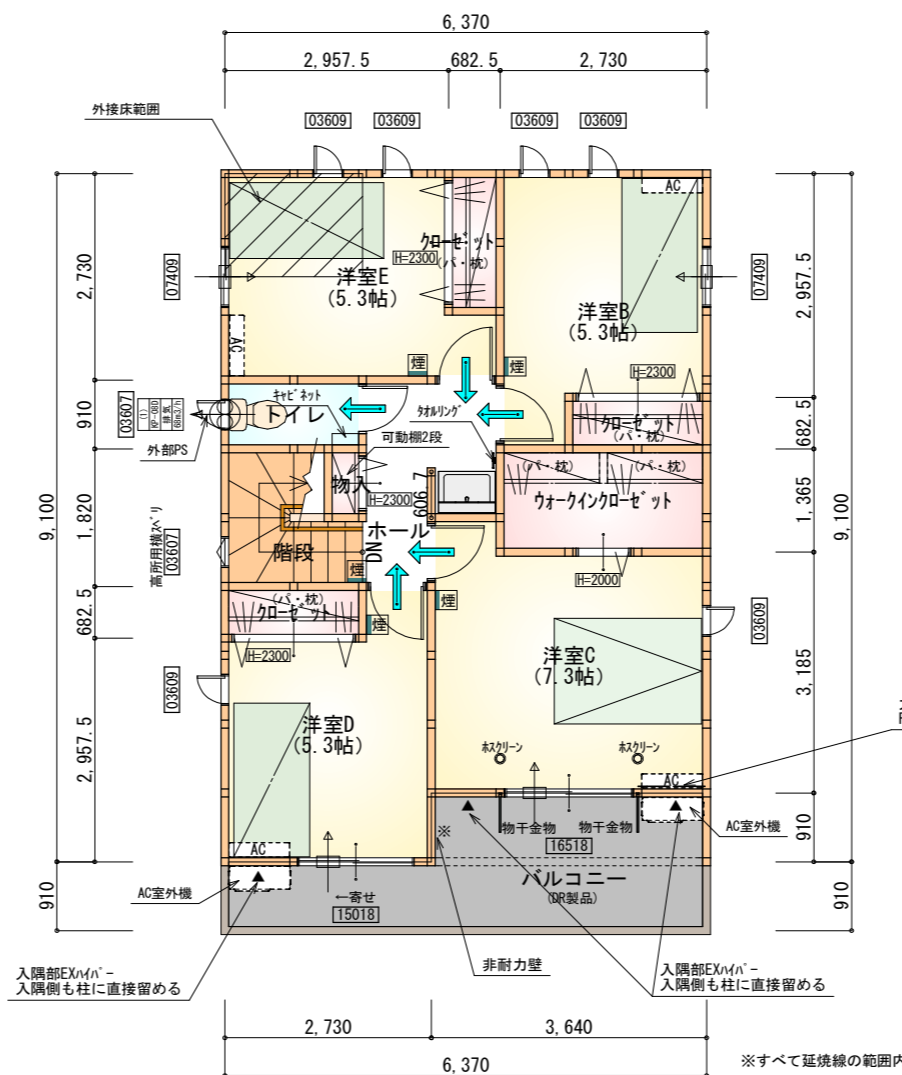 6,370
2,957.5 682.5 2,730
外接床範囲
03609 03609 03609 03609
AC
クローゼット
(パ・枕)
H=2300
洋室E
(5.3帖)
洋室B
(5.3帖)
07409
07409
2,730
2,957.5
AC
煙
煙
H=2300
キャビネット
トイレ
タオルリング
クローゼット
(パ・枕)
03607
(1)
排気
外部PS
910
682.5
可動棚2段
物入
H=2300
606.7
(パ・枕) (パ・枕)
ウォークインクローゼット
9,100
1,820
1,365
9,100
ホール
DN
階段
高所用横スベリ
03607
煙
煙
煙
H=2000
(パ・枕)
クローゼット
H=2300
682.5
03609
03609
洋室C
(7.3帖)
3,185
洋室D
(5.3帖)
2,957.5
ホスクリーン ホスクリーン
AC
AC
物干金物 物干金物
16518
AC室外機
910
※
バルコニー
(DR製品)
AC室外機
←寄せ
15018
910
910
非耐力壁
入隅部EXハイパー
入隅側も柱に直接留める
入隅部EXハイパー
入隅側も柱に直接留める
2,730 3,640
6,370
※すべて延焼線の範囲内